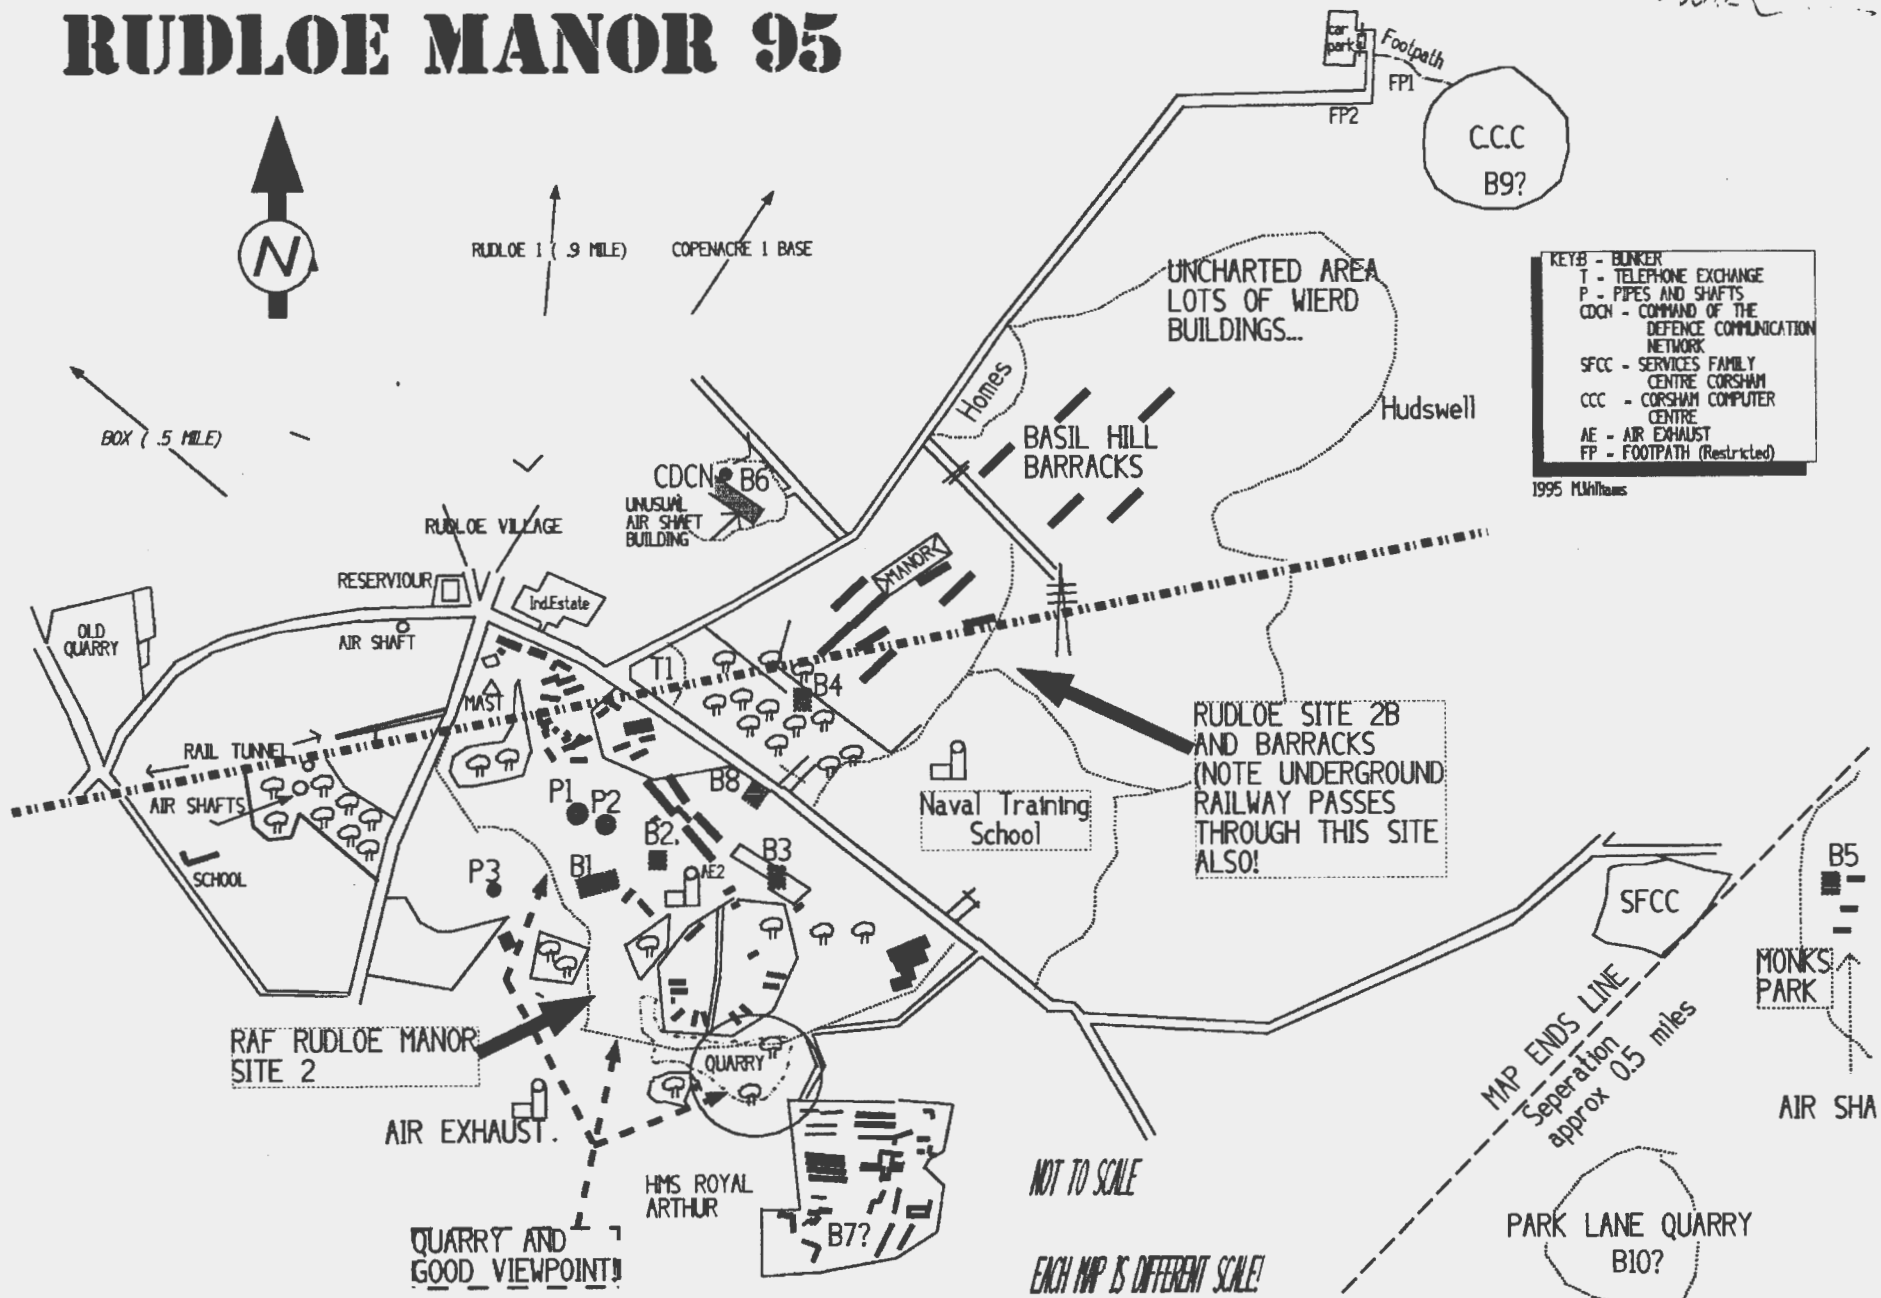 RUDLOE MANOR 95
car
park
Footpath
FP1
FP2
C.C.C
B9?
N
RUDLOE 1 ( .9 MILE)
COPENACRE 1 BASE
BOX ( .5 MILE)
UNCHARTED AREA
LOTS OF WIERD
BUILDINGS...
KEY:B - BUNKER
T - TELEPHONE EXCHANGE
P - PIPES AND SHAFTS
CDCN - COMMAND OF THE
DEFENCE COMMUNICATION
NETWORK
SFCC - SERVICES FAMILY
CENTRE CORSHAM
CCC - CORSHAM COMPUTER
CENTRE
AE - AIR EXHAUST
FP - FOOTPATH (Restricted)
1995 M.Williams
Homes
Hudswell
BASIL HILL
BARRACKS
CDCN
B6
UNUSUAL
AIR SHAFT
BUILDING
RUDLOE VILLAGE
RESERVIOUR
Ind.Estate
MANOR
OLD
QUARRY
AIR SHAFT
T1
B4
MAST
RAIL TUNNEL
AIR SHAFTS
SCHOOL
RUDLOE SITE 2B
AND BARRACKS
(NOTE UNDERGROUND
RAILWAY PASSES
THROUGH THIS SITE
ALSO!
Naval Training
School
P1
P2
B8
B2.
B3
B1
AE2
P3
SFCC
B5
MONKS
PARK
AIR SHA
MAP ENDS LINE
Seperation
approx 0.5 miles
RAF RUDLOE MANOR
SITE 2
QUARRY
AIR EXHAUST.
HMS ROYAL
ARTHUR
B7?
QUARRY AND
GOOD VIEWPOINT!!
NOT TO SCALE
EACH MAP IS DIFFERENT SCALE!
PARK LANE QUARRY
B10?